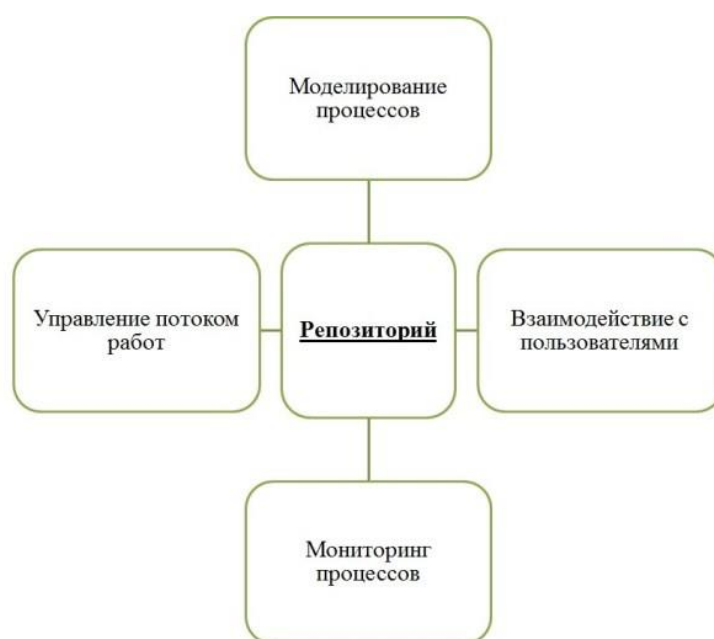 Моделирование
процессов
Управление потоком
работ
Репозиторий
Взаимодействие с
пользователями
Мониторинг
процессов